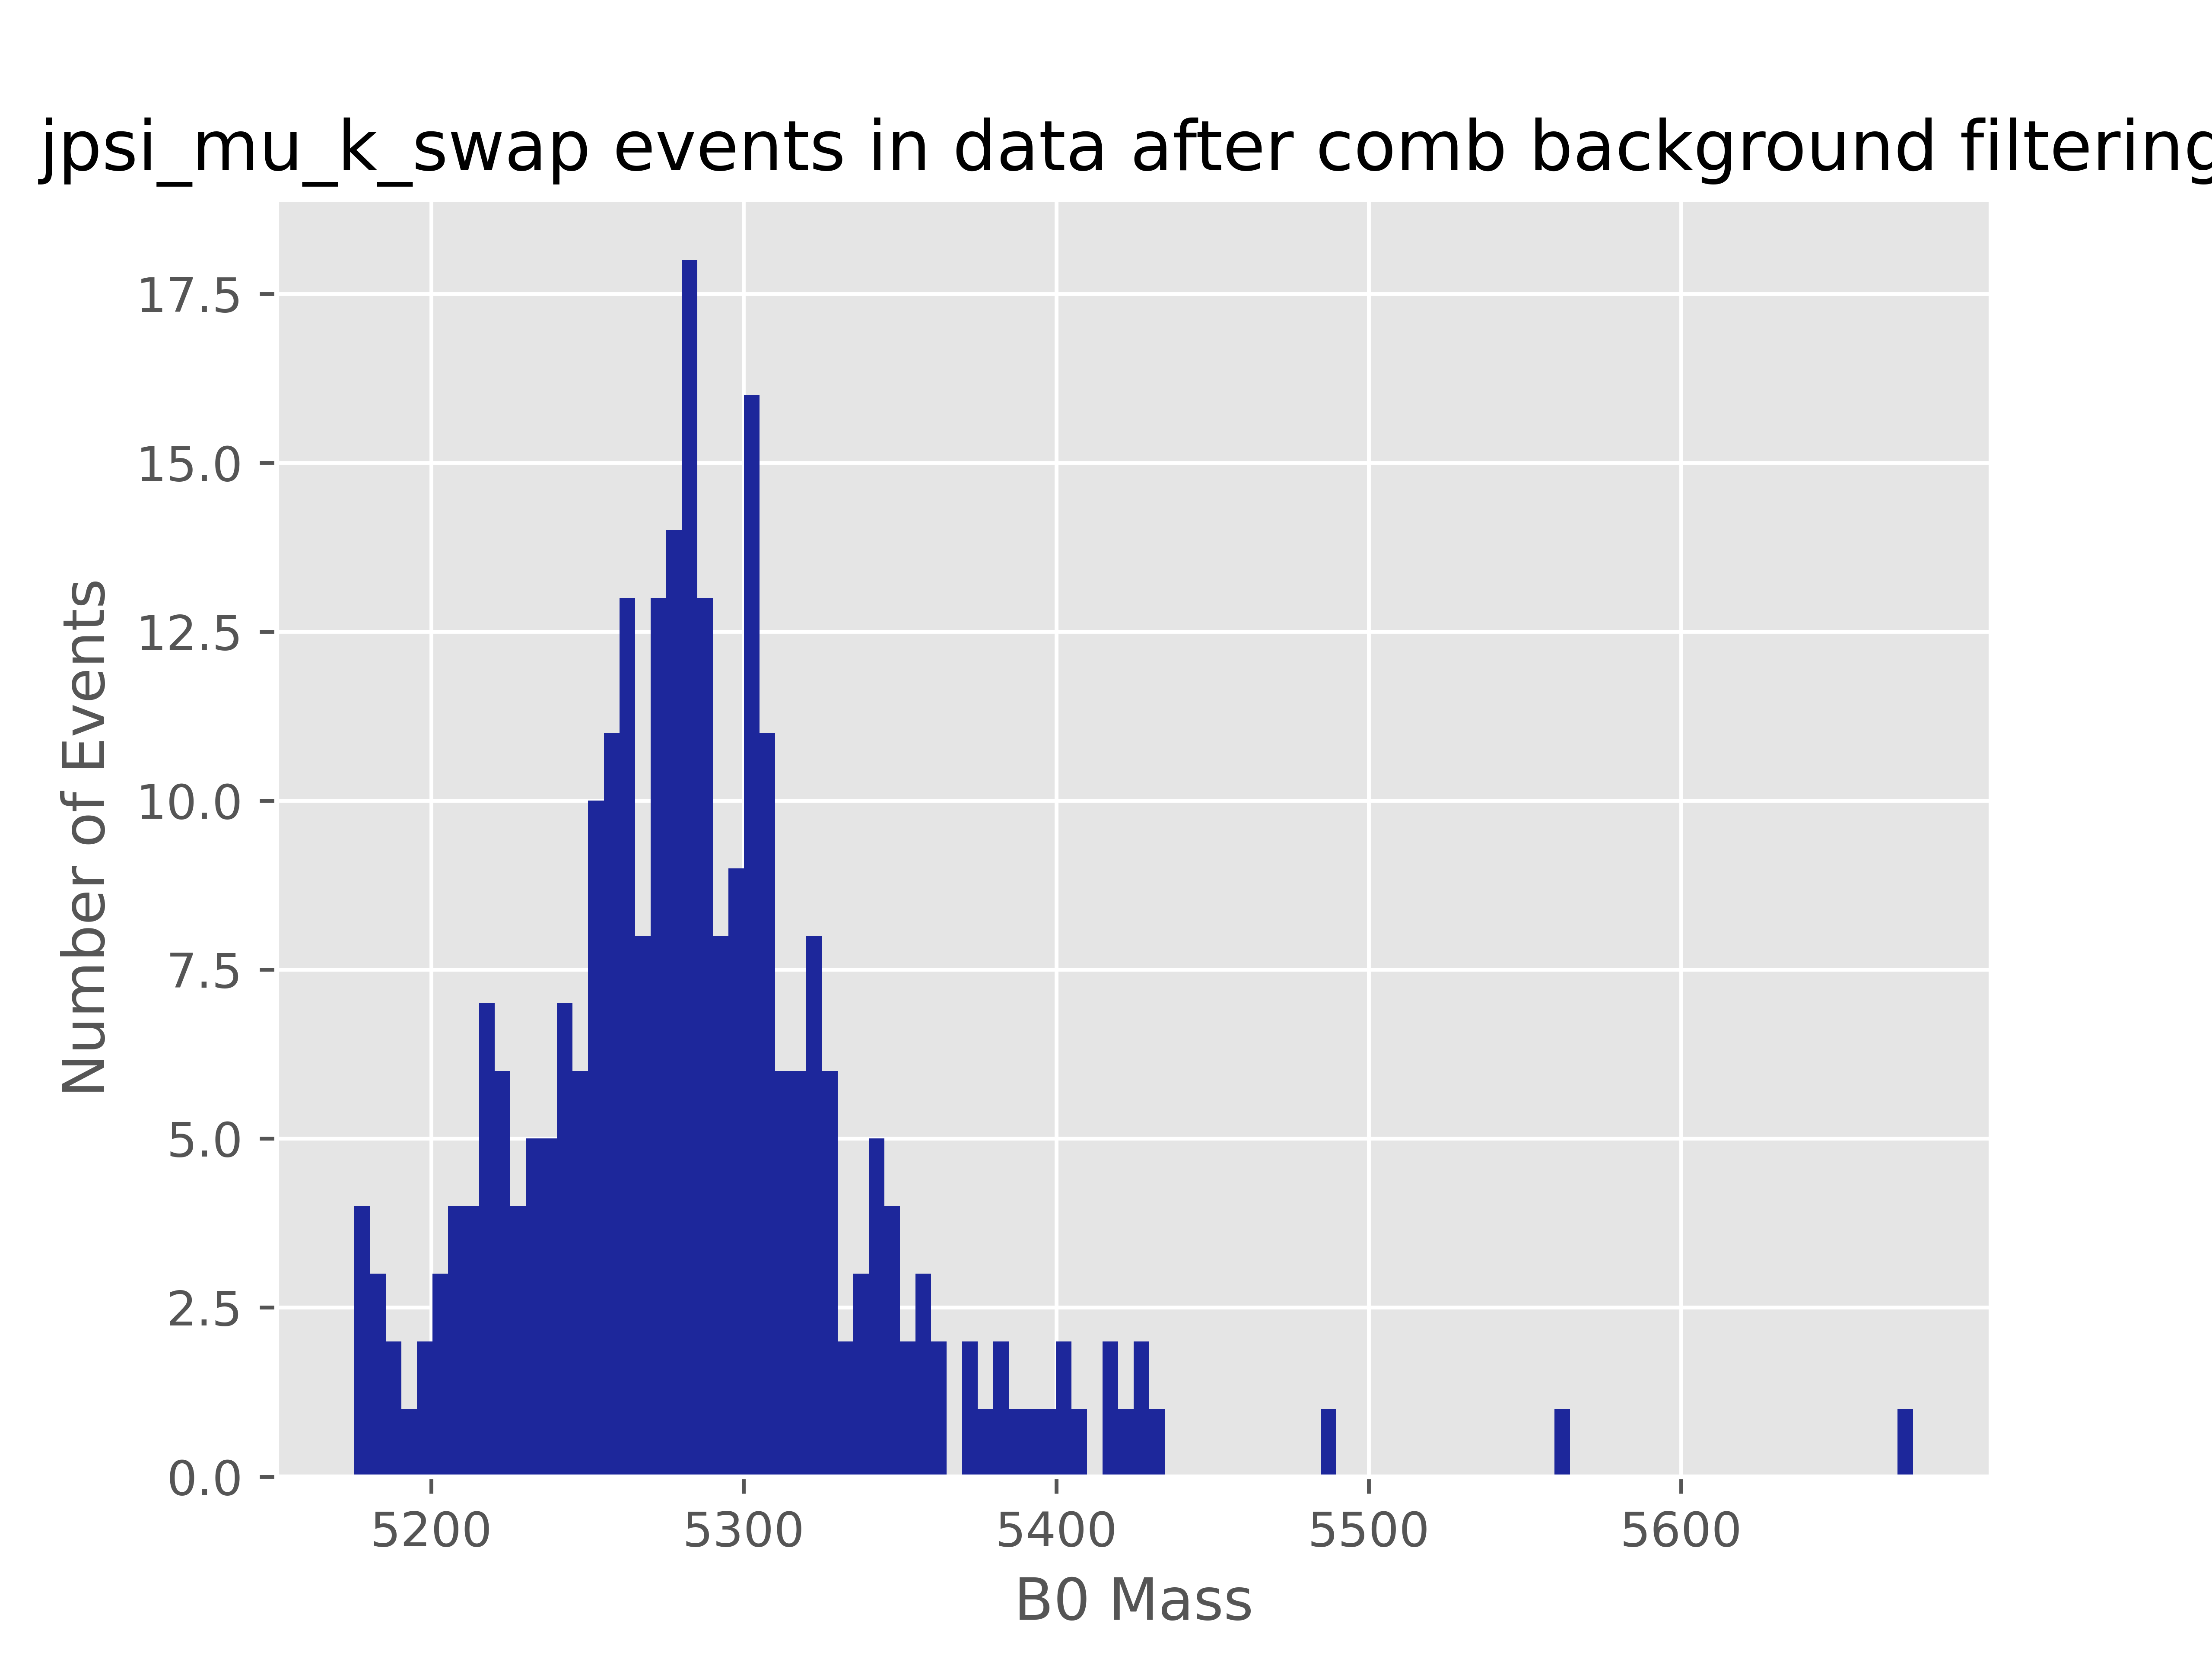 jpsi_mu_k_swap events in data after comb background filtering
Number of Events
17.5
15.0
12.5
10.0
7.5
5.0
2.5
0.0
5200 5300 5400 5500 5600
B0 Mass